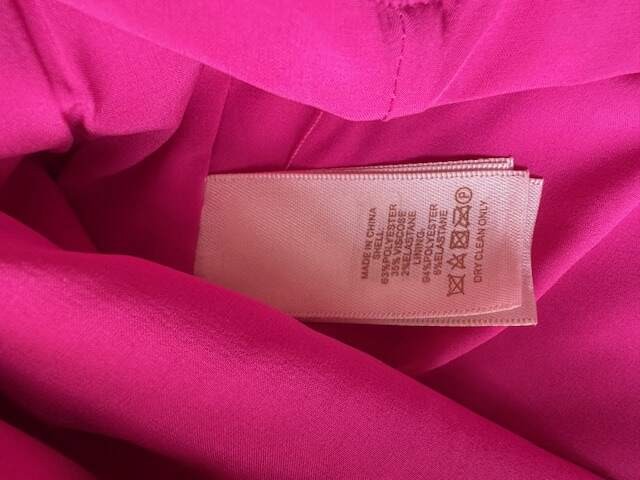 MADE IN CHINA
SHELL:
63%POLYESTER
35% VISCOSE
2%ELASTANE
LINING:
94%POLYESTER
6%ELASTANE
P
DRY CLEAN ONLY